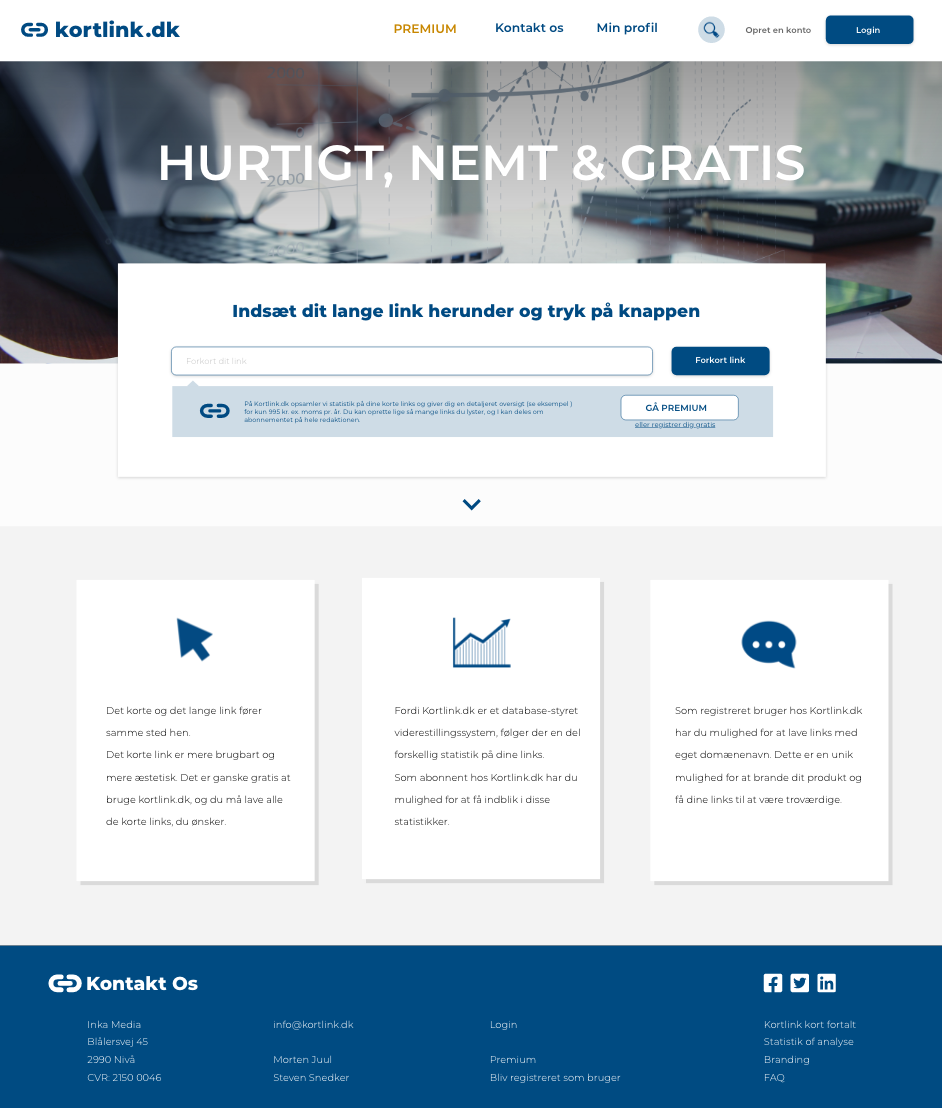 kortlink.dk
PREMIUM
Kontakt os
Min profil
Opret en konto
Login
0
-2000
HURTIGT, NEMT & GRATIS
Indsæt dit lange link herunder og tryk på knappen
Forkort dit link
Forkort link
På Kortlink.dk opsamler vi statistik på dine korte links og giver dig en detaljeret oversigt (se eksempel )
for kun 995 kr. ex. moms pr. år. Du kan oprette lige så mange links du lyster, og I kan deles om
abonnementet på hele redaktionen.
GÅ PREMIUM
eller registrer dig gratis
Det korte og det lange link fører
samme sted hen.
Det korte link er mere brugbart og
mere æstetisk. Det er ganske gratis at
bruge kortlink.dk, og du må lave alle
de korte links, du ønsker.
Fordi Kortlink.dk er et database-styret
viderestillingssystem, følger der en del
forskellig statistik på dine links.
Som abonnent hos Kortlink.dk har du
mulighed for at få indblik i disse
statistikker.
Som registreret bruger hos Kortlink.dk
har du mulighed for at lave links med
eget domænenavn. Dette er en unik
mulighed for at brande dit produkt og
få dine links til at være troværdige.
Kontakt Os
Inka Media
Blålersvej 45
2990 Nivå
CVR: 2150 0046
info@kortlink.dk
Morten Juul
Steven Snedker
Login
Premium
Bliv registreret som bruger
Kortlink kort fortalt
Statistik of analyse
Branding
FAQ